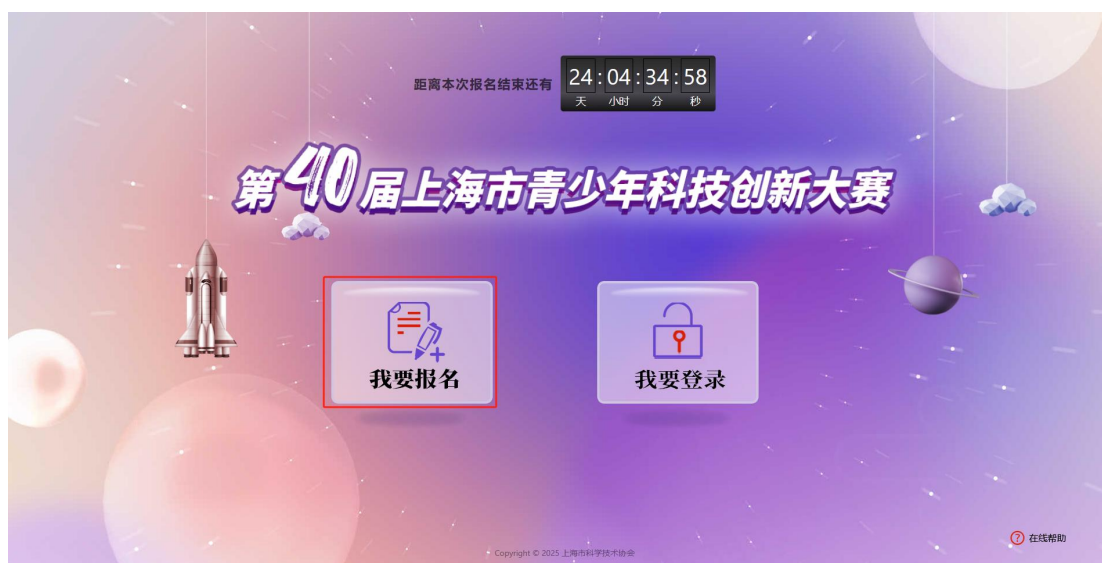 距离本次报名结束还有
24:04:34:58
天 小时 分 秒
第40届上海市青少年科技创新大赛
我要报名
我要登录
? 在线帮助
Copyright © 2025 上海市科学技术协会